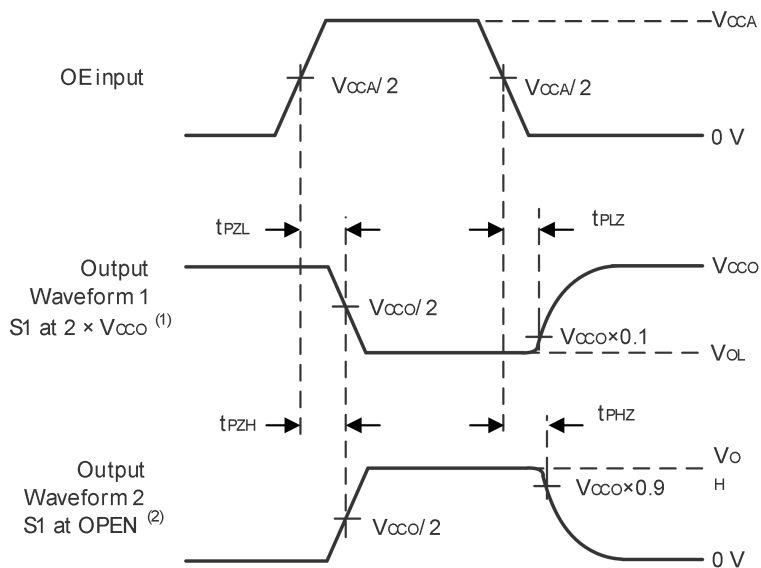 VCCA
OE input
VCCA/ 2
VCCA/ 2
0 V
tPZL
tPLZ
Output
Waveform 1
S1 at 2 × VCCO (1)
VCCO
VCCO/ 2
VCCO×0.1
VOL
tPZH
tPHZ
Output
Waveform 2
S1 at OPEN (2)
VO
H
VCCO×0.9
VCCO/ 2
0 V